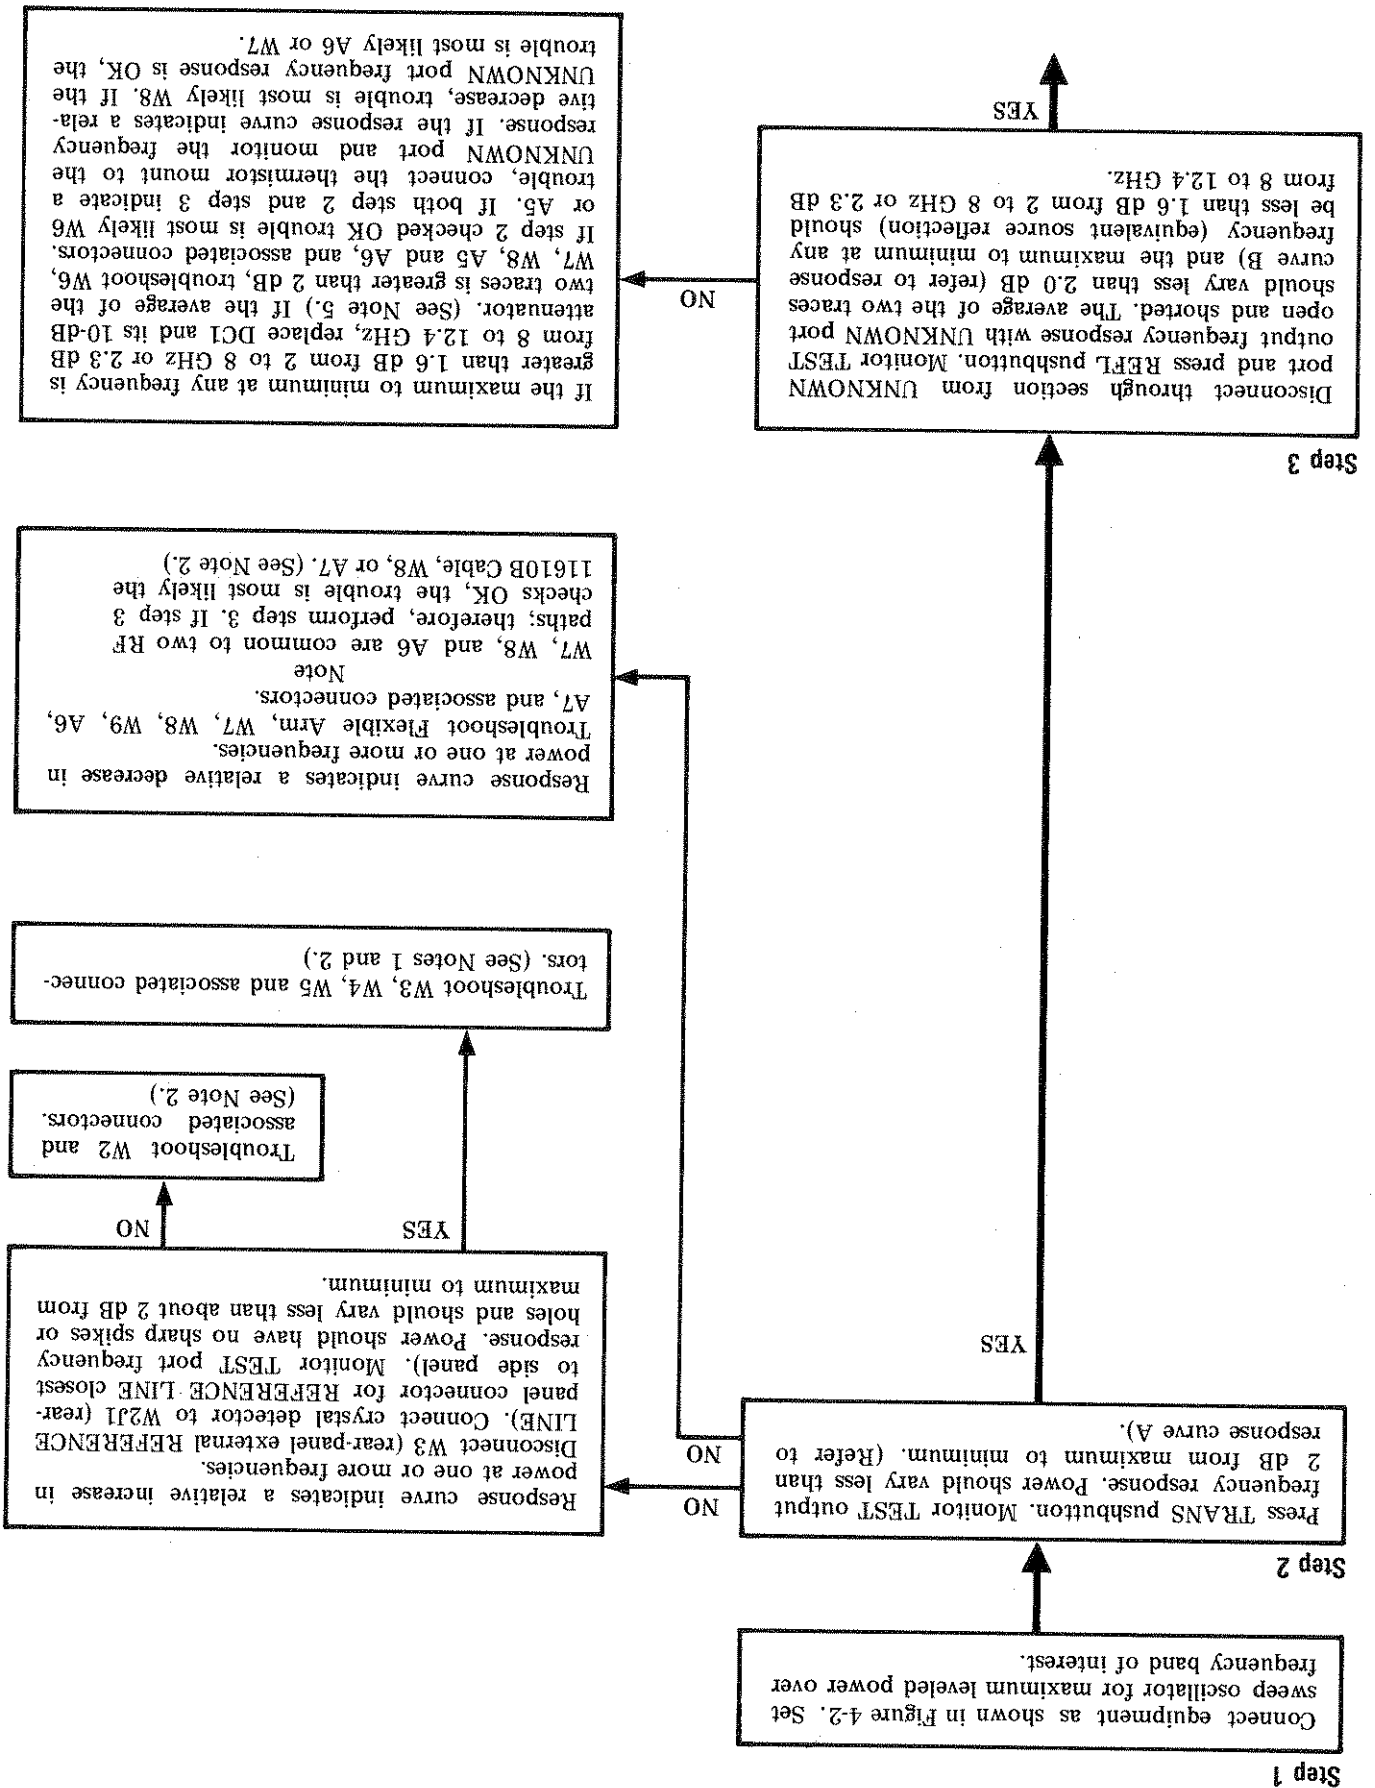 Step 1
Connect equipment as shown in Figure 4-2. Set
sweep oscillator for maximum leveled power over
frequency band of interest.
Step 2
Press TRANS pushbutton. Monitor TEST output
frequency response. Power should vary less than
2 dB from maximum to minimum. (Refer to
response curve A).
NO
NO
YES
Response curve indicates a relative increase in
power at one or more frequencies.
Disconnect W3 (rear-panel external REFERENCE
LINE). Connect crystal detector to W2J1 (rear-
panel connector for REFERENCE LINE closest
to side panel). Monitor TEST port frequency
response. Power should have no sharp spikes or
holes and should vary less than about 2 dB from
maximum to minimum.
YES
NO
Troubleshoot W2 and
associated connectors.
(See Note 2.)
Troubleshoot W3, W4, W5 and associated connec-
tors. (See Notes 1 and 2.)
Response curve indicates a relative decrease in
power at one or more frequencies.
Troubleshoot Flexible Arm, W7, W8, W9, A6,
A7, and associated connectors.
Note
W7, W8, and A6 are common to two RF
paths; therefore, perform step 3. If step 3
checks OK, the trouble is most likely the
11610B Cable, W8, or A7. (See Note 2.)
Step 3
Disconnect through section from UNKNOWN
port and press REFL pushbutton. Monitor TEST
output frequency response with UNKNOWN port
open and shorted. The average of the two traces
should vary less than 2.0 dB (refer to response
curve B) and the maximum to minimum at any
frequency (equivalent source reflection) should
be less than 1.6 dB from 2 to 8 GHz or 2.3 dB
from 8 to 12.4 GHz.
NO
YES
If the maximum to minimum at any frequency is
greater than 1.6 dB from 2 to 8 GHz or 2.3 dB
from 8 to 12.4 GHz, replace DC1 and its 10-dB
attenuator. (See Note 5.) If the average of the
two traces is greater than 2 dB, troubleshoot W6,
W7, W8, A5 and A6, and associated connectors.
If step 2 checked OK trouble is most likely W6
or A5. If both step 2 and step 3 indicate a
trouble, connect the thermistor mount to the
UNKNOWN port and monitor the frequency
response. If the response curve indicates a rela-
tive decrease, trouble is most likely W8. If the
UNKNOWN port frequency response is OK, the
trouble is most likely A6 or W7.